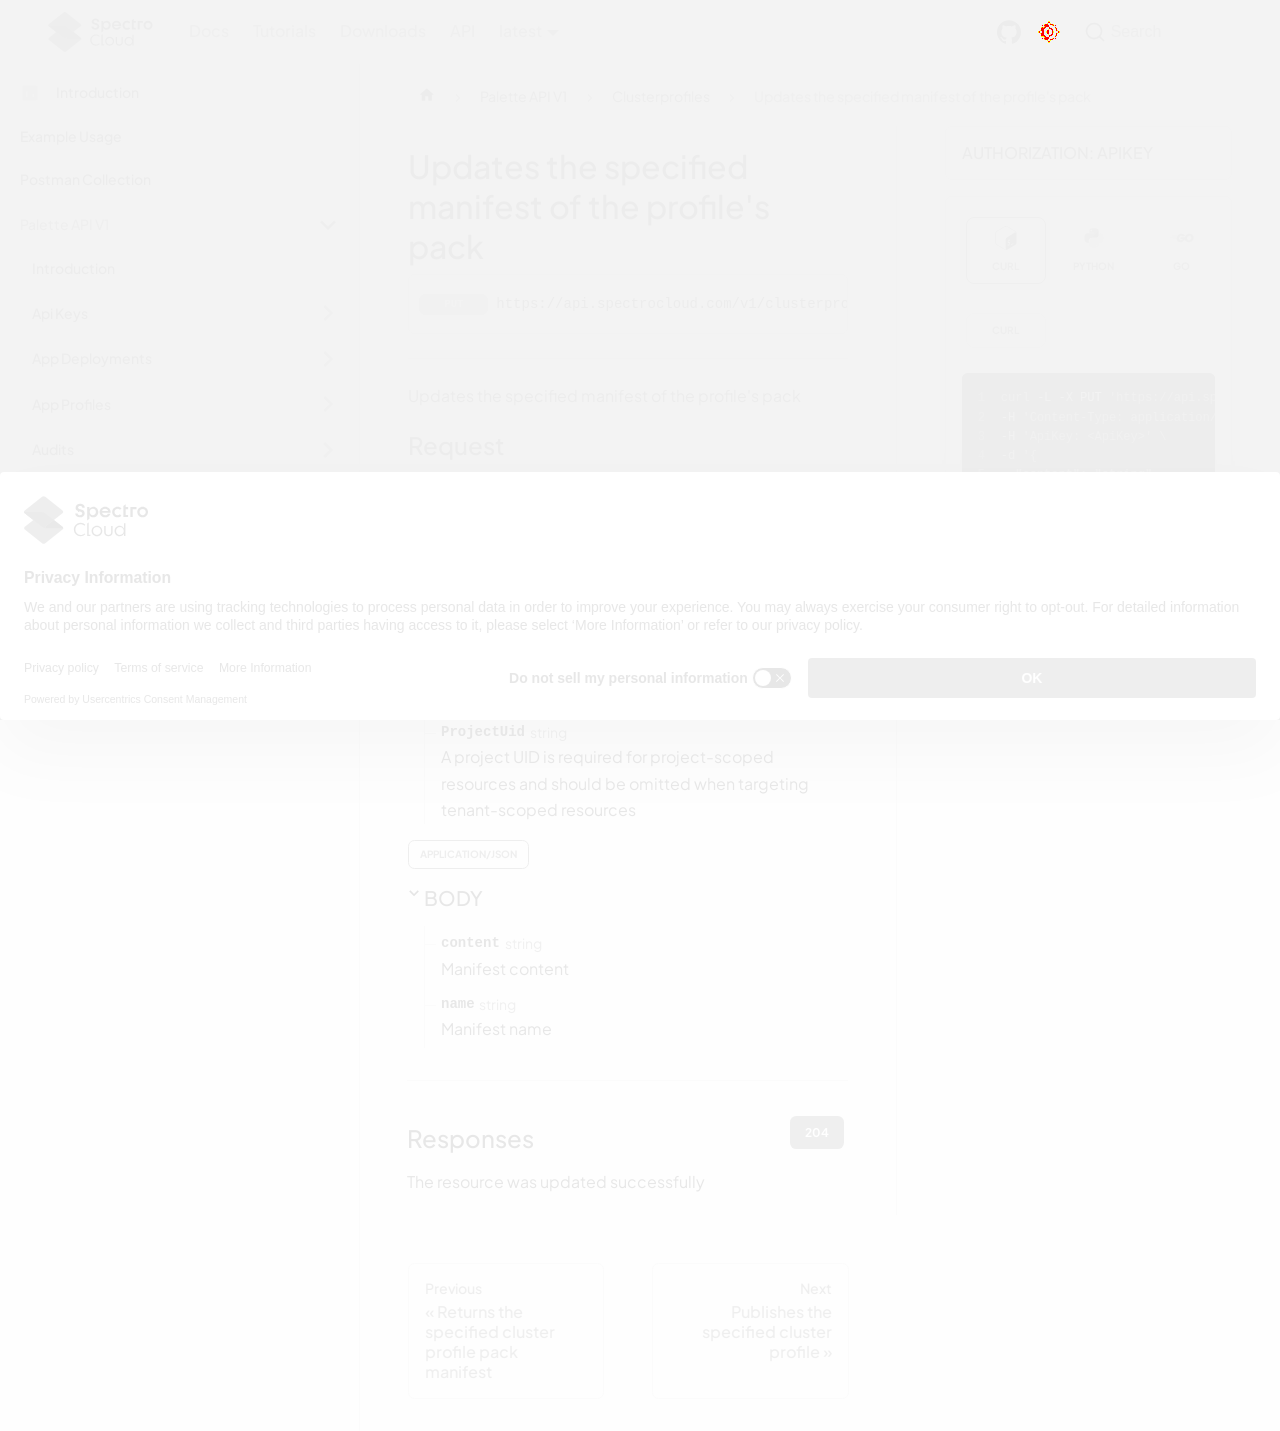 Spectro
Cloud
Docs
Tutorials
Downloads
API
latest
Search
Introduction
Example Usage
Postman Collection
Palette API V1
Introduction
Api Keys
App Deployments
App Profiles
Audits
Palette API V1
Clusterprofiles
Updates the specified manifest of the profile's pack
Updates the specified
manifest of the profile's
pack
https://api.spectrocloud.com/v1/clusterpr
Updates the specified manifest of the profile's pack
Request
AUTHORIZATION: APIKEY
CURL
PYTHON
GO
GO
CURL
Spectro
Cloud
Privacy Information
We and our partners are using tracking technologies to process personal data in order to improve your experience. You may always exercise your consumer right to opt-out. For detailed information
about personal information we collect and third parties having access to it, please select ‘More Information’ or refer to our privacy policy.
Privacy policy
Terms of service
More Information
Powered by Usercentrics Consent Management
Do not sell my personal information
OK
ProjectUid string
A project UID is required for project-scoped
resources and should be omitted when targeting
tenant-scoped resources
APPLICATION/JSON
BODY
content string
Manifest content
name string
Manifest name
Responses
204
The resource was updated successfully
Previous
« Returns the
specified cluster
profile pack
manifest
Next
Publishes the
specified cluster
profile »